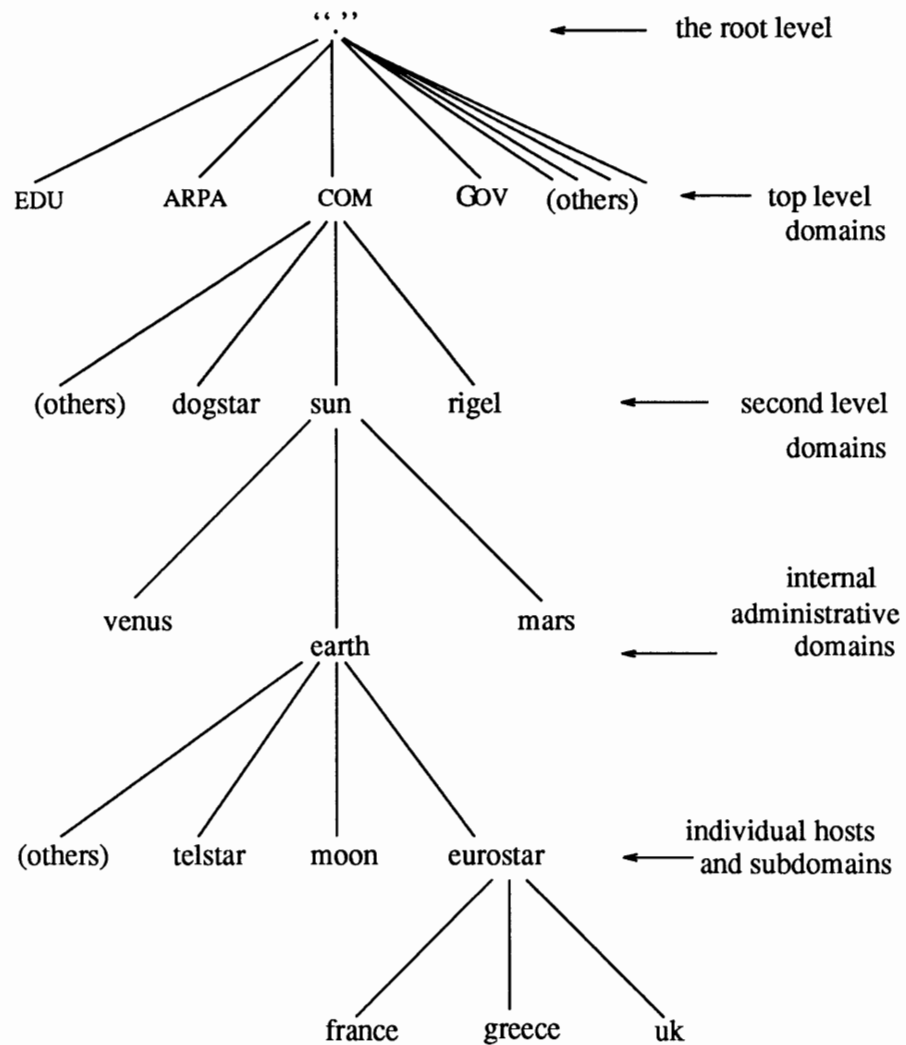 “.”
the root level
EDU ARPA COM GOV (others)
top level
domains
(others) dogstar sun rigel
second level
domains
venus
earth
mars
internal
administrative
domains
(others) telstar moon eurostar
individual hosts
and subdomains
france greece uk